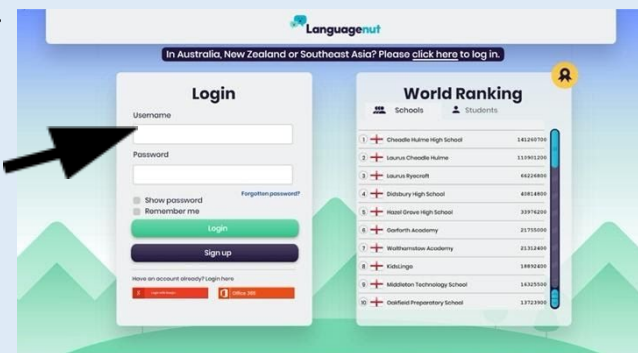 Languagenut
In Australia, New Zealand or Southeast Asia? Please click here to log in.
Login
Username
Password
Forgotten password?
Show password
Remember me
Login
Sign up
Have an account already? Login here
Office 365
World Ranking
Schools Students
1 Cheadle Hulme High School 141260700
2 Laurus Cheadle Hulme 110901200
3 Laurus Ryecroft 66226800
4 Didsbury High School 40814800
5 Hazel Grove High School 33976200
6 Garforth Academy 21755000
7 Walthamstow Academy 21312400
8 KidsLingo 18892600
9 Middleton Technology School 16325500
10 Oakfield Preparatory School 13723900